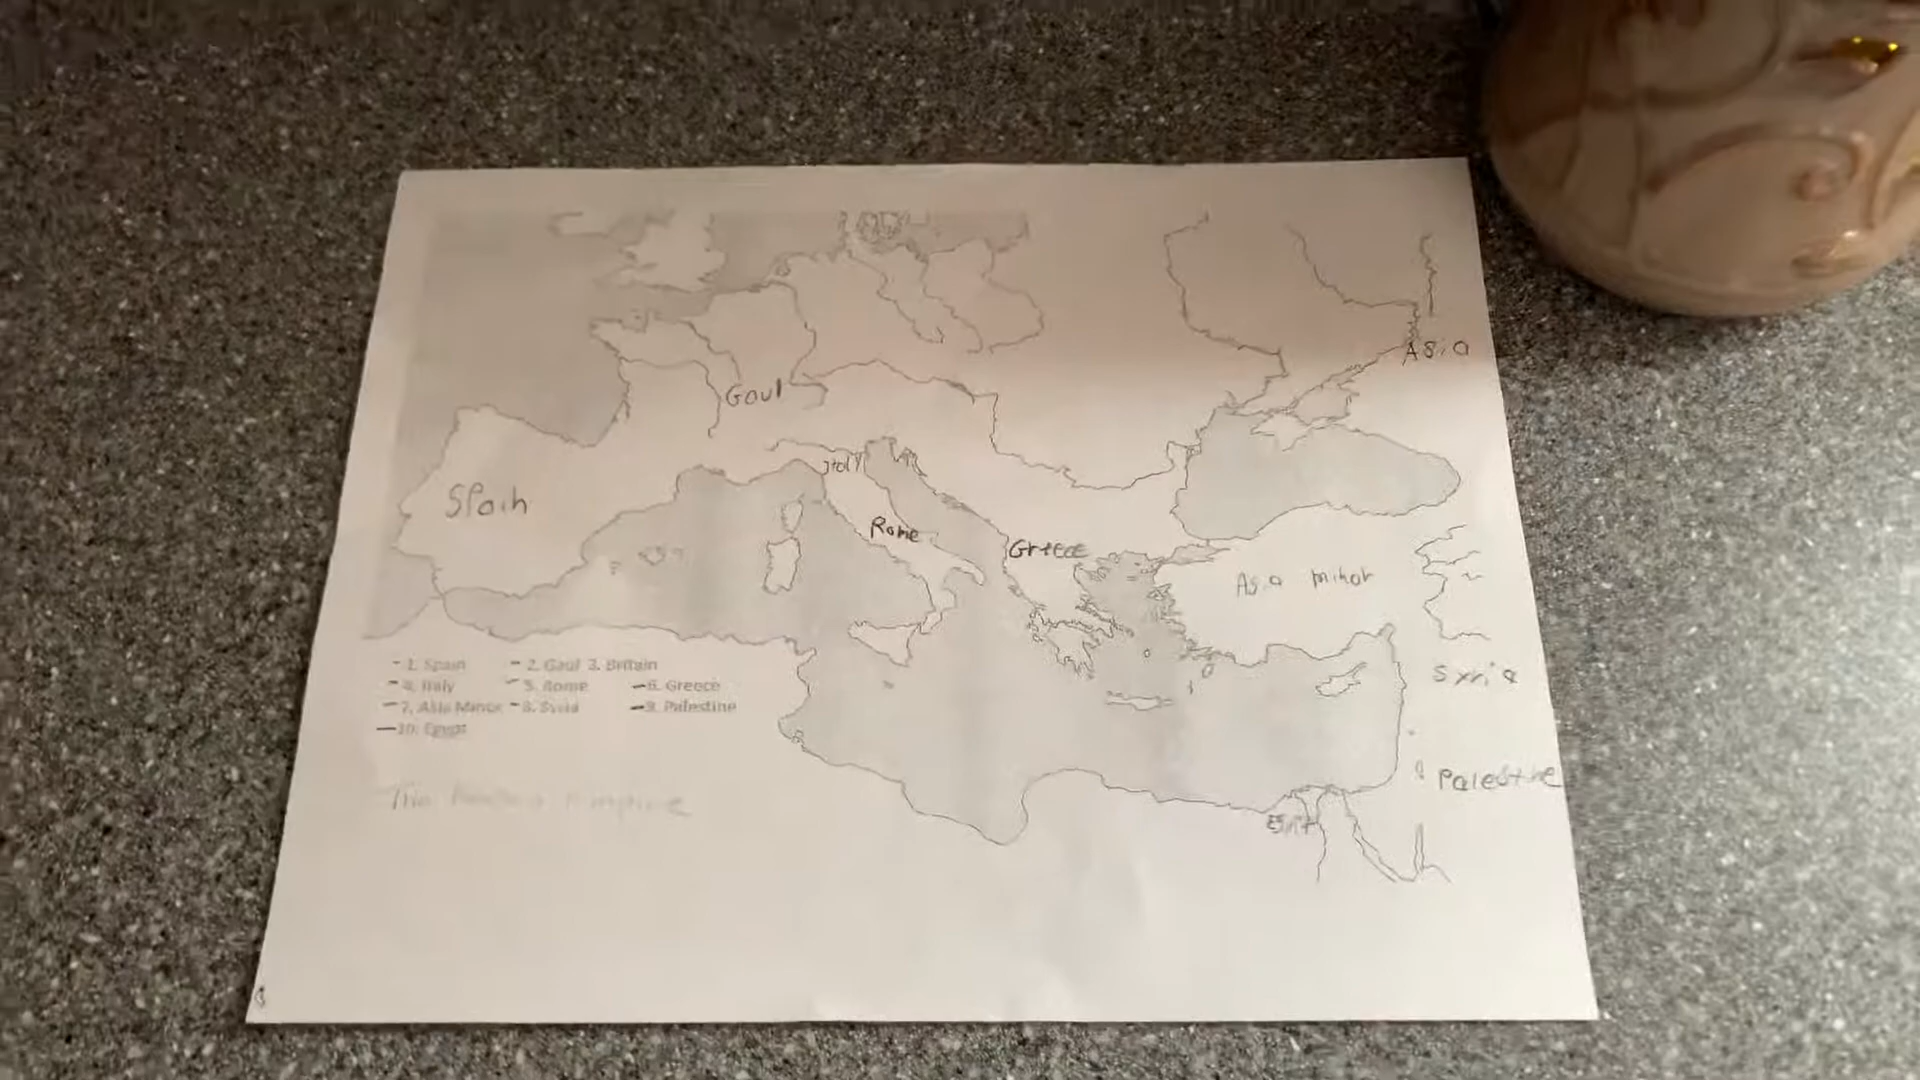 Asia
Gaul
Italy
Spain
Rome
Greece
Asia minor
- 1. Spain - 2. Gaul 3. Britain
- 4. Italy - 5. Rome - 6. Greece
- 7. Asia Minor - 8. Syria - 9. Palestine
- 10. Egypt
Syria
Palestine